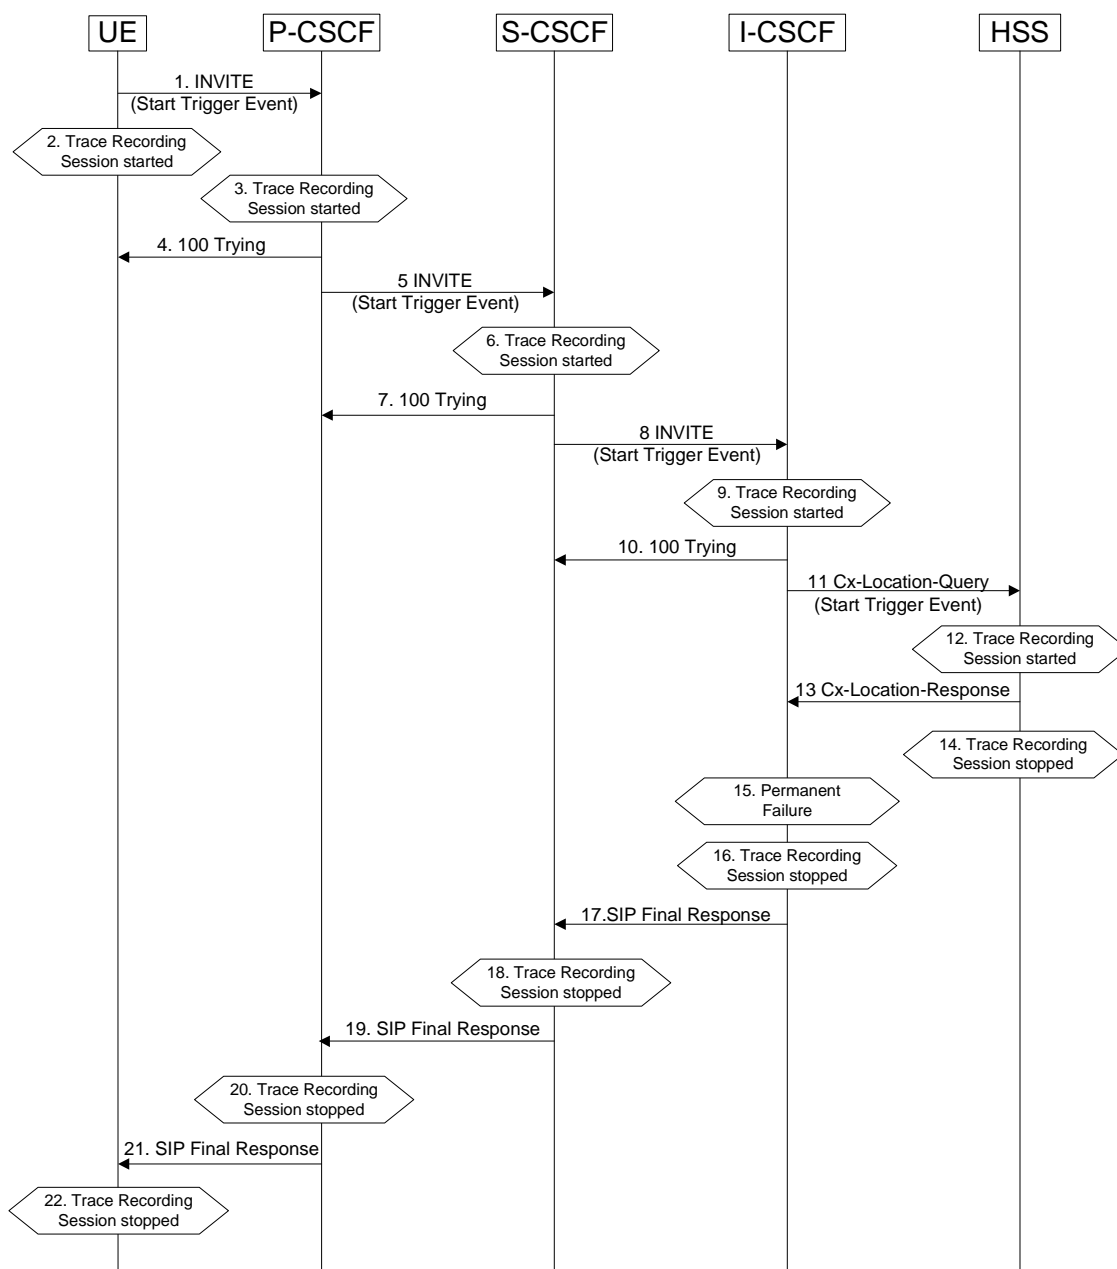 UE
P-CSCF
S-CSCF
I-CSCF
HSS
1. INVITE
(Start Trigger Event)
2. Trace Recording
Session started
3. Trace Recording
Session started
4. 100 Trying
5 INVITE
(Start Trigger Event)
6. Trace Recording
Session started
7. 100 Trying
8 INVITE
(Start Trigger Event)
9. Trace Recording
Session started
10. 100 Trying
11 Cx-Location-Query
(Start Trigger Event)
12. Trace Recording
Session started
13 Cx-Location-Response
14. Trace Recording
Session stopped
15. Permanent
Failure
16. Trace Recording
Session stopped
17.SIP Final Response
18. Trace Recording
Session stopped
19. SIP Final Response
20. Trace Recording
Session stopped
21. SIP Final Response
22. Trace Recording
Session stopped